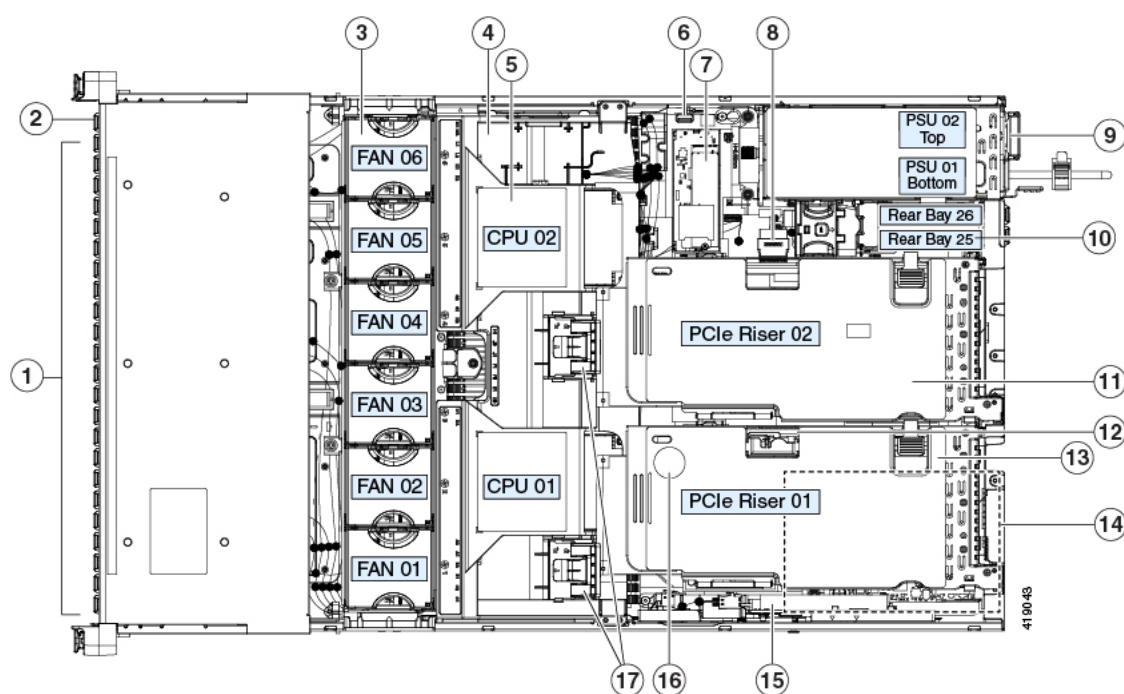 3
4
5
6
7
8
2
9
PSU 02
Top
PSU 01
Bottom
FAN 06
Rear Bay 26
Rear Bay 25
10
FAN 05
CPU 02
FAN 04
PCIe Riser 02
1
11
FAN 03
12
13
FAN 02
CPU 01
PCIe Riser 01
14
FAN 01
419043
17
16
15